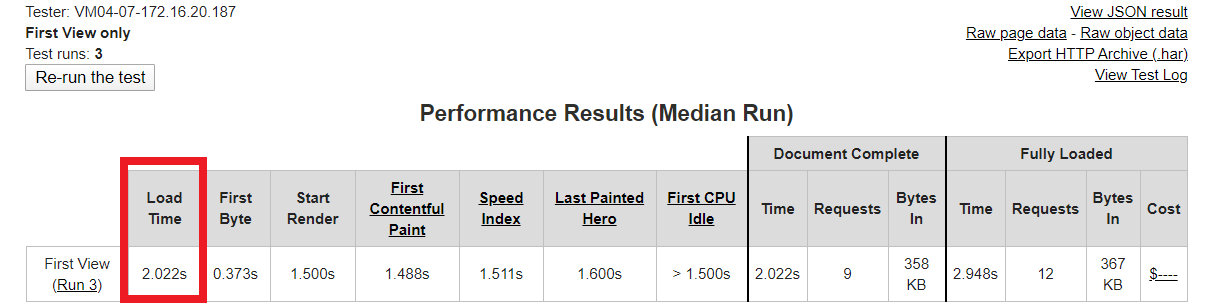 Tester: VM04-07-172.16.20.187
View JSON result
First View only
Raw page data - Raw object data
Test runs: 3
Export HTTP Archive (.har)
Re-run the test
View Test Log
Performance Results (Median Run)
Document Complete
Fully Loaded
Load Time
First Byte
Start Render
First Contentful Paint
Speed Index
Last Painted Hero
First CPU Idle
Time
Requests
Bytes In
Time
Requests
Bytes In
Cost
First View (Run 3)
2.022s
0.373s
1.500s
1.488s
1.511s
1.600s
> 1.500s
2.022s
9
358 KB
2.948s
12
367 KB
$----